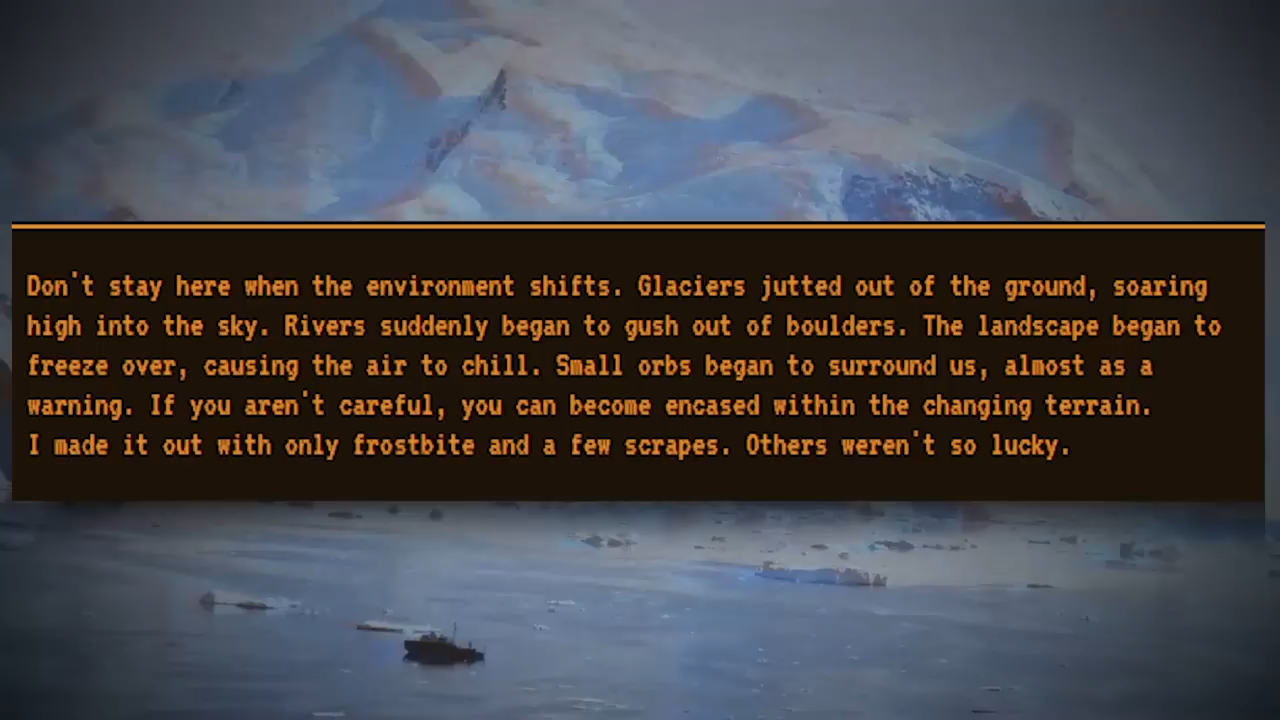 Don't stay here when the environment shifts. Glaciers jutted out of the ground, soaring
high into the sky. Rivers suddenly began to gush out of boulders. The landscape began to
freeze over, causing the air to chill. Small orbs began to surround us, almost as a
warning. If you aren't careful, you can become encased within the changing terrain.
I made it out with only frostbite and a few scrapes. Others weren't so lucky.